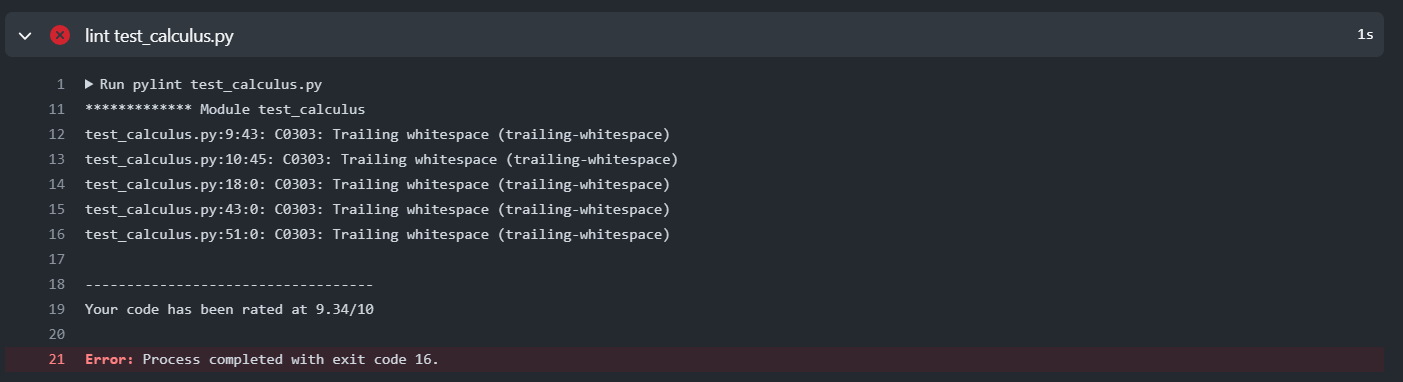 lint test_calculus.py 1s
1 Run pylint test_calculus.py
11 ************* Module test_calculus
12 test_calculus.py:9:43: C0303: Trailing whitespace (trailing-whitespace)
13 test_calculus.py:10:45: C0303: Trailing whitespace (trailing-whitespace)
14 test_calculus.py:18:0: C0303: Trailing whitespace (trailing-whitespace)
15 test_calculus.py:43:0: C0303: Trailing whitespace (trailing-whitespace)
16 test_calculus.py:51:0: C0303: Trailing whitespace (trailing-whitespace)
17
18 -----------------------------------
19 Your code has been rated at 9.34/10
20
21 Error: Process completed with exit code 16.